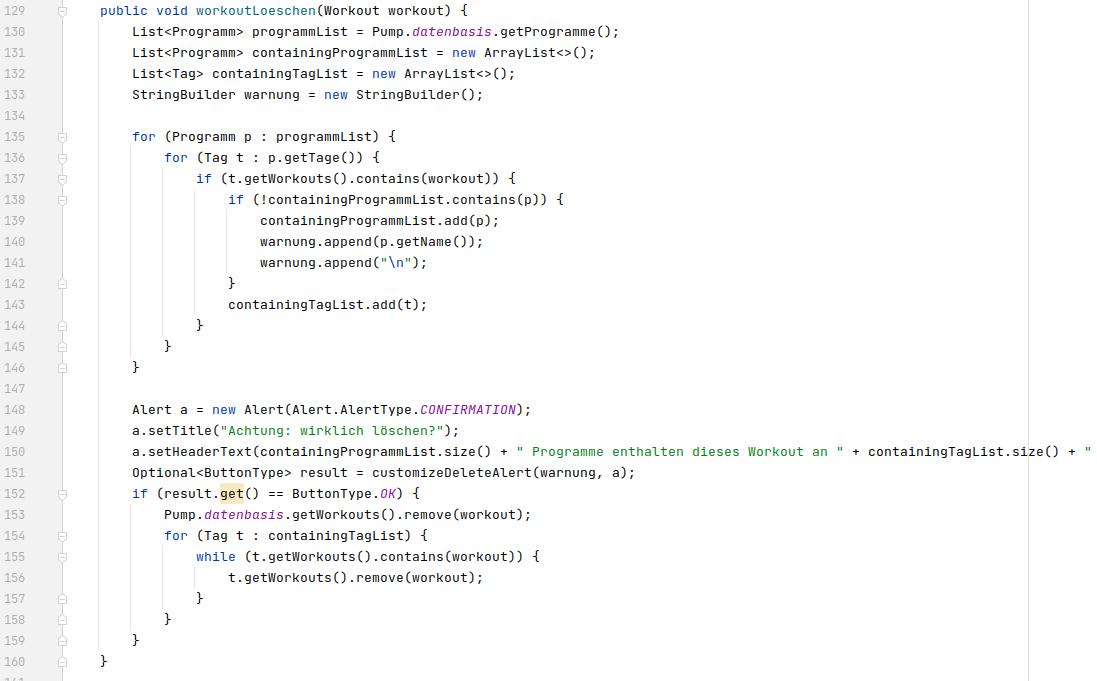 129 public void workoutLoeschen(Workout workout) {
130 List<Programm> programmList = Pump.datenbasis.getProgramme();
131 List<Programm> containingProgrammList = new ArrayList<>();
132 List<Tag> containingTagList = new ArrayList<>();
133 StringBuilder warnung = new StringBuilder();
134
135 for (Programm p : programmList) {
136 for (Tag t : p.getTage()) {
137 if (t.getWorkouts().contains(workout)) {
138 if (!containingProgrammList.contains(p)) {
139 containingProgrammList.add(p);
140 warnung.append(p.getName());
141 warnung.append("\n");
142 }
143 containingTagList.add(t);
144 }
145 }
146 }
147
148 Alert a = new Alert(Alert.AlertType.CONFIRMATION);
149 a.setTitle("Achtung: wirklich löschen?");
150 a.setHeaderText(containingProgrammList.size() + " Programme enthalten dieses Workout an " + containingTagList.size() + "
151 Optional<ButtonType> result = customizeDeleteAlert(warnung, a);
152 if (result.get() == ButtonType.OK) {
153 Pump.datenbasis.getWorkouts().remove(workout);
154 for (Tag t : containingTagList) {
155 while (t.getWorkouts().contains(workout)) {
156 t.getWorkouts().remove(workout);
157 }
158 }
159 }
160 }